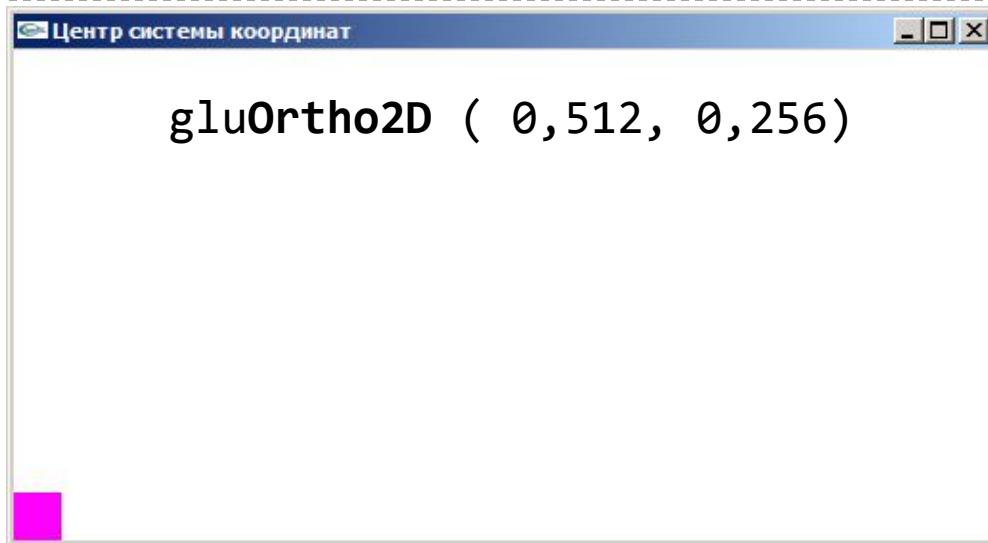 Центр системы координат
gluOrtho2D ( 0,512, 0,256)